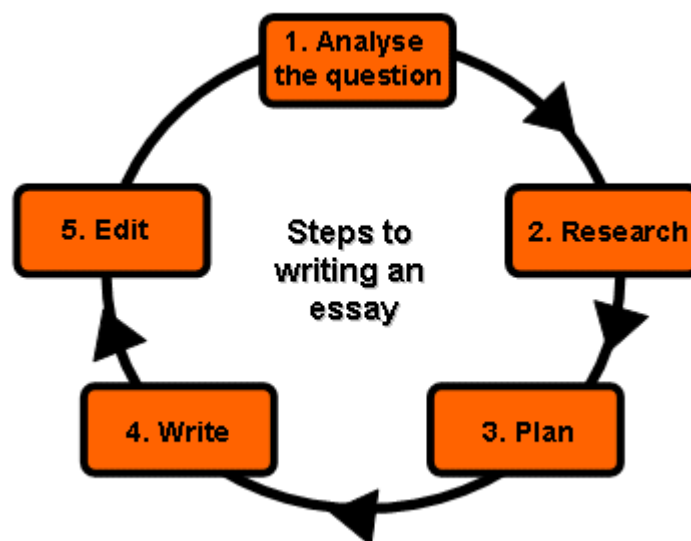 1. Analyse
the question
2. Research
3. Plan
4. Write
5. Edit
Steps to
writing an
essay